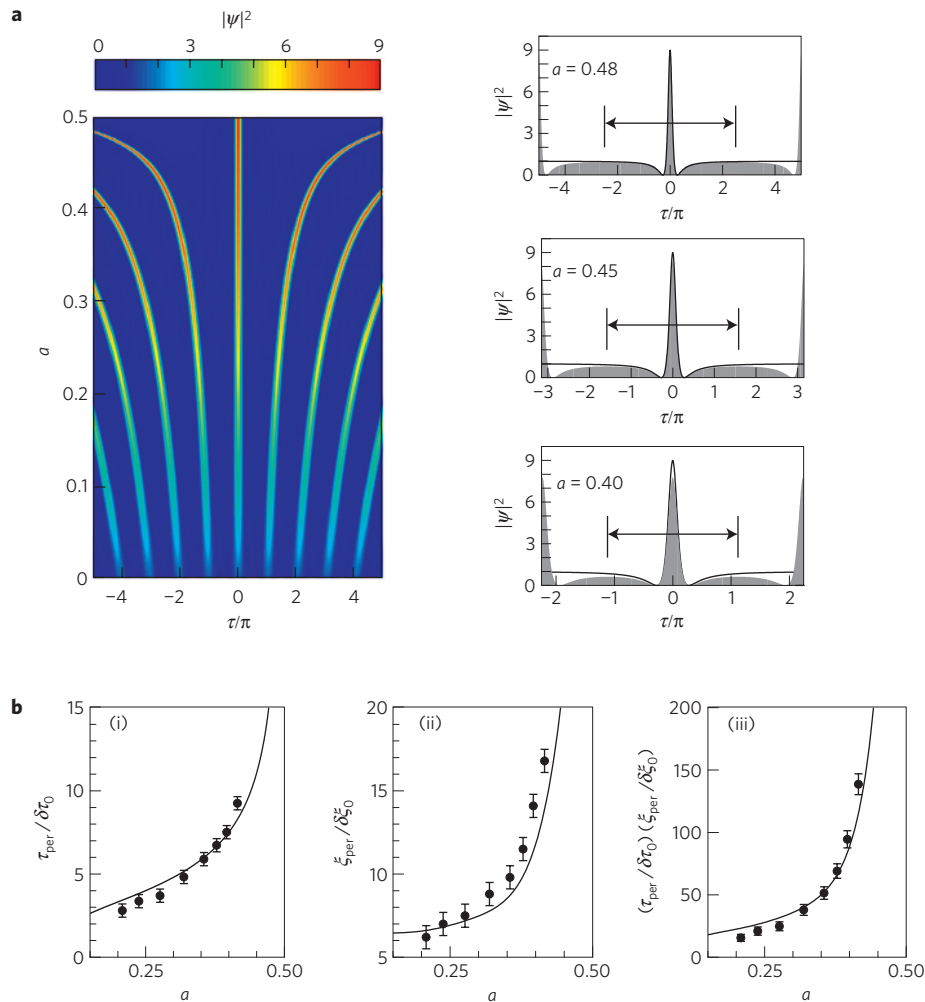 a
|ψ|²
0 3 6 9
0.5
0.4
0.3
0.2
0.1
0
a
−4 −2 0 2 4
τ/π
9
6
3
0
|ψ|²
a = 0.48
−4 −2 0 2 4
τ/π
9
6
3
0
|ψ|²
a = 0.45
−3 −2 −1 0 1 2 3
τ/π
9
6
3
0
|ψ|²
a = 0.40
−2 −1 0 1 2
τ/π
b
(i)
15
10
5
0
τper / δτ0
0.25 0.50
a
(ii)
20
15
10
5
ξper / δξ0
0.25 0.50
a
(iii)
200
150
100
50
0
(τper / δτ0) (ξper / δξ0)
0.25 0.50
a